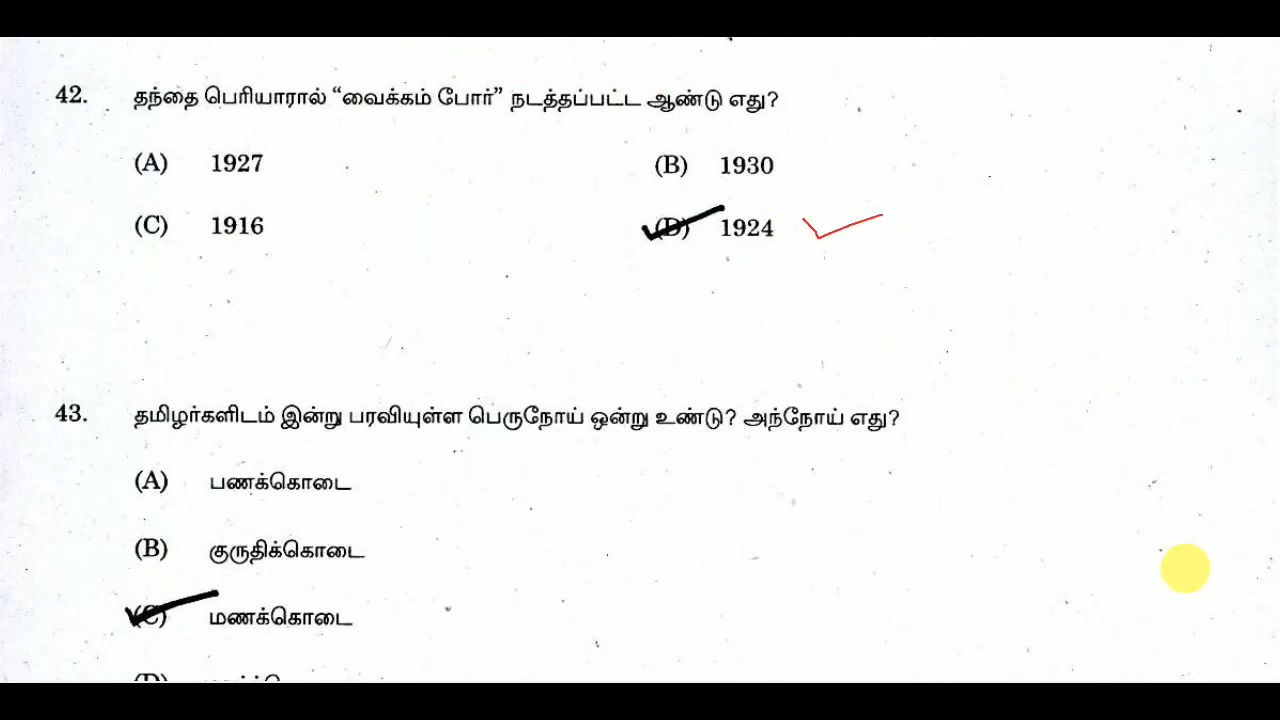 42. தந்தை பெரியாரால் “வைக்கம் போர்” நடத்தப்பட்ட ஆண்டு எது?
(A) 1927 (B) 1930
(C) 1916 (D) 1924
43. தமிழர்களிடம் இன்று பரவியுள்ள பெருநோய் ஒன்று உண்டு? அந்நோய் எது?
(A) பணக்கொடை
(B) குருதிக்கொடை
(C) மணக்கொடை
(D)